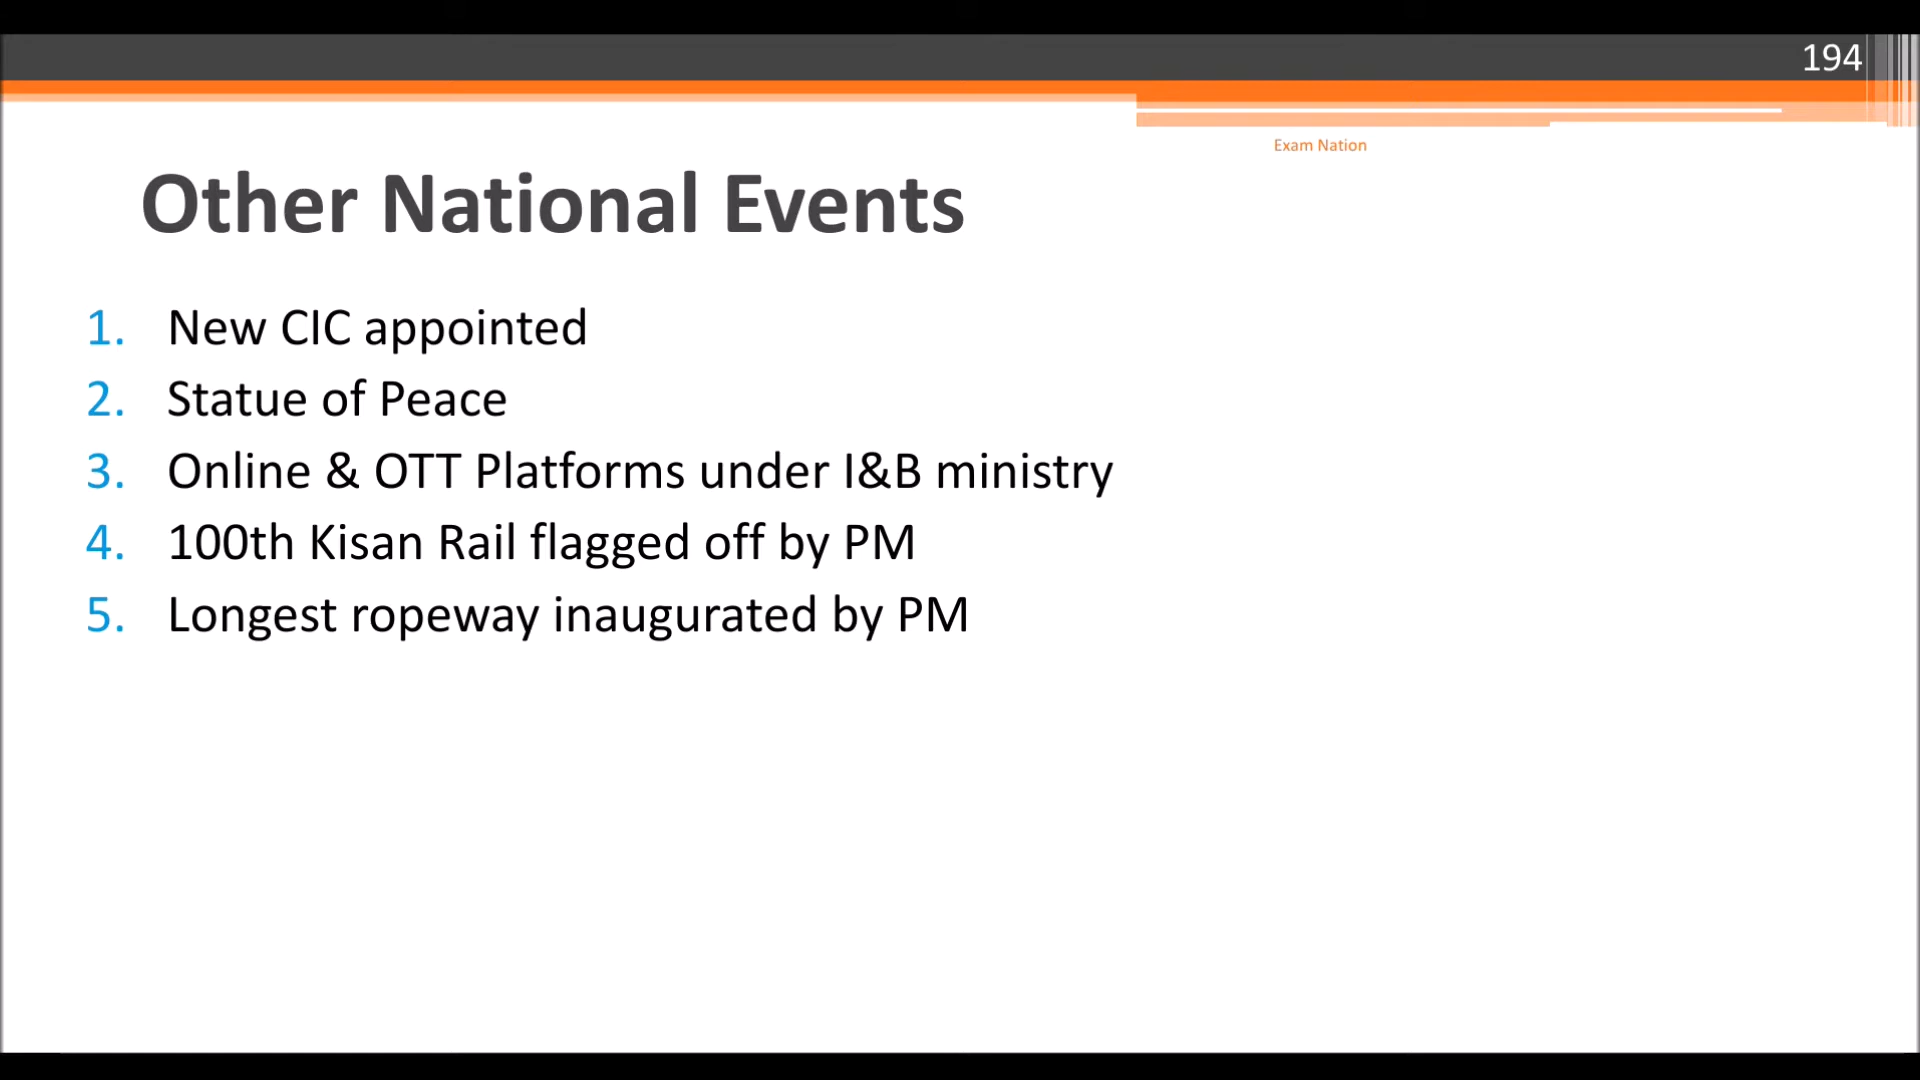 194
Exam Nation
Other National Events
1. New CIC appointed
2. Statue of Peace
3. Online & OTT Platforms under I&B ministry
4. 100th Kisan Rail flagged off by PM
5. Longest ropeway inaugurated by PM